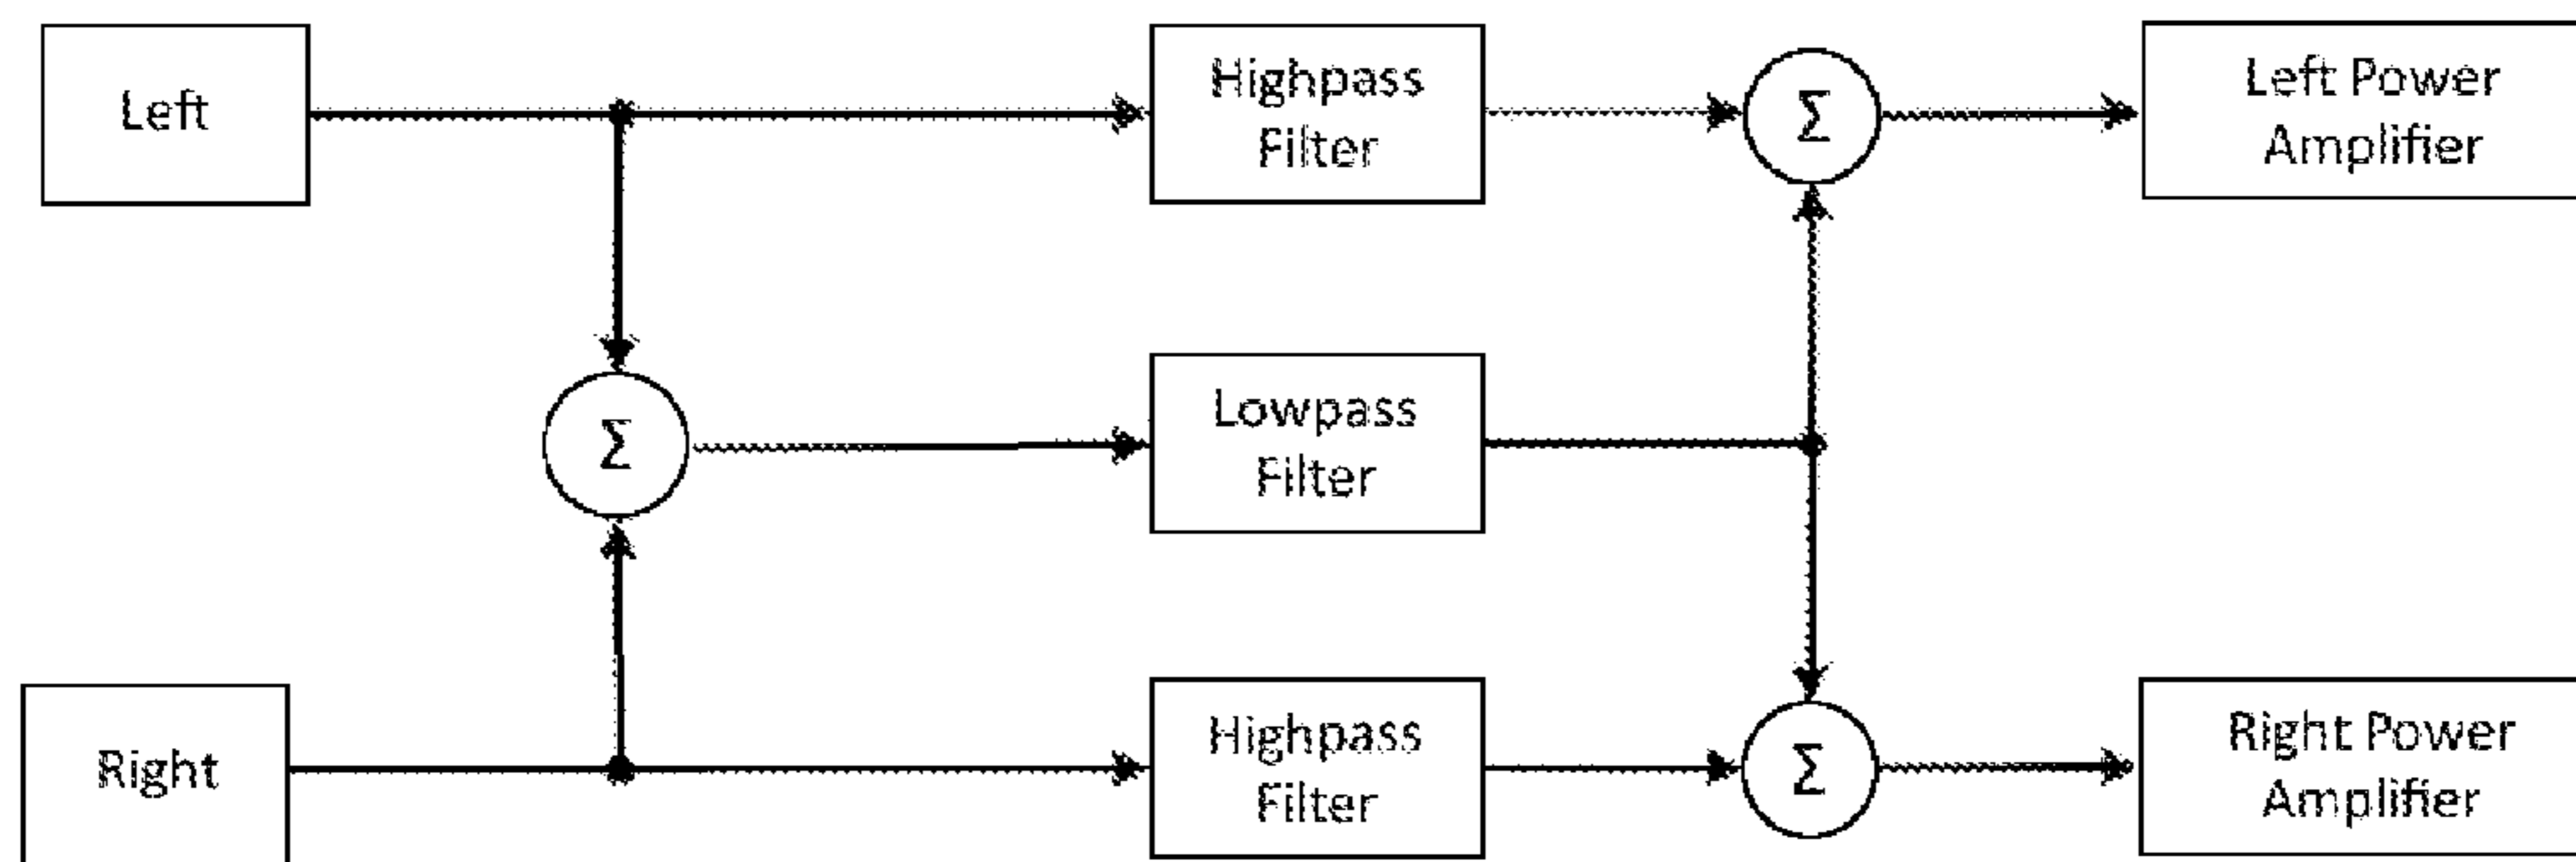 Left
Highpass
Filter
Σ
Left Power
Amplifier
Σ
Lowpass
Filter
Right
Highpass
Filter
Σ
Right Power
Amplifier